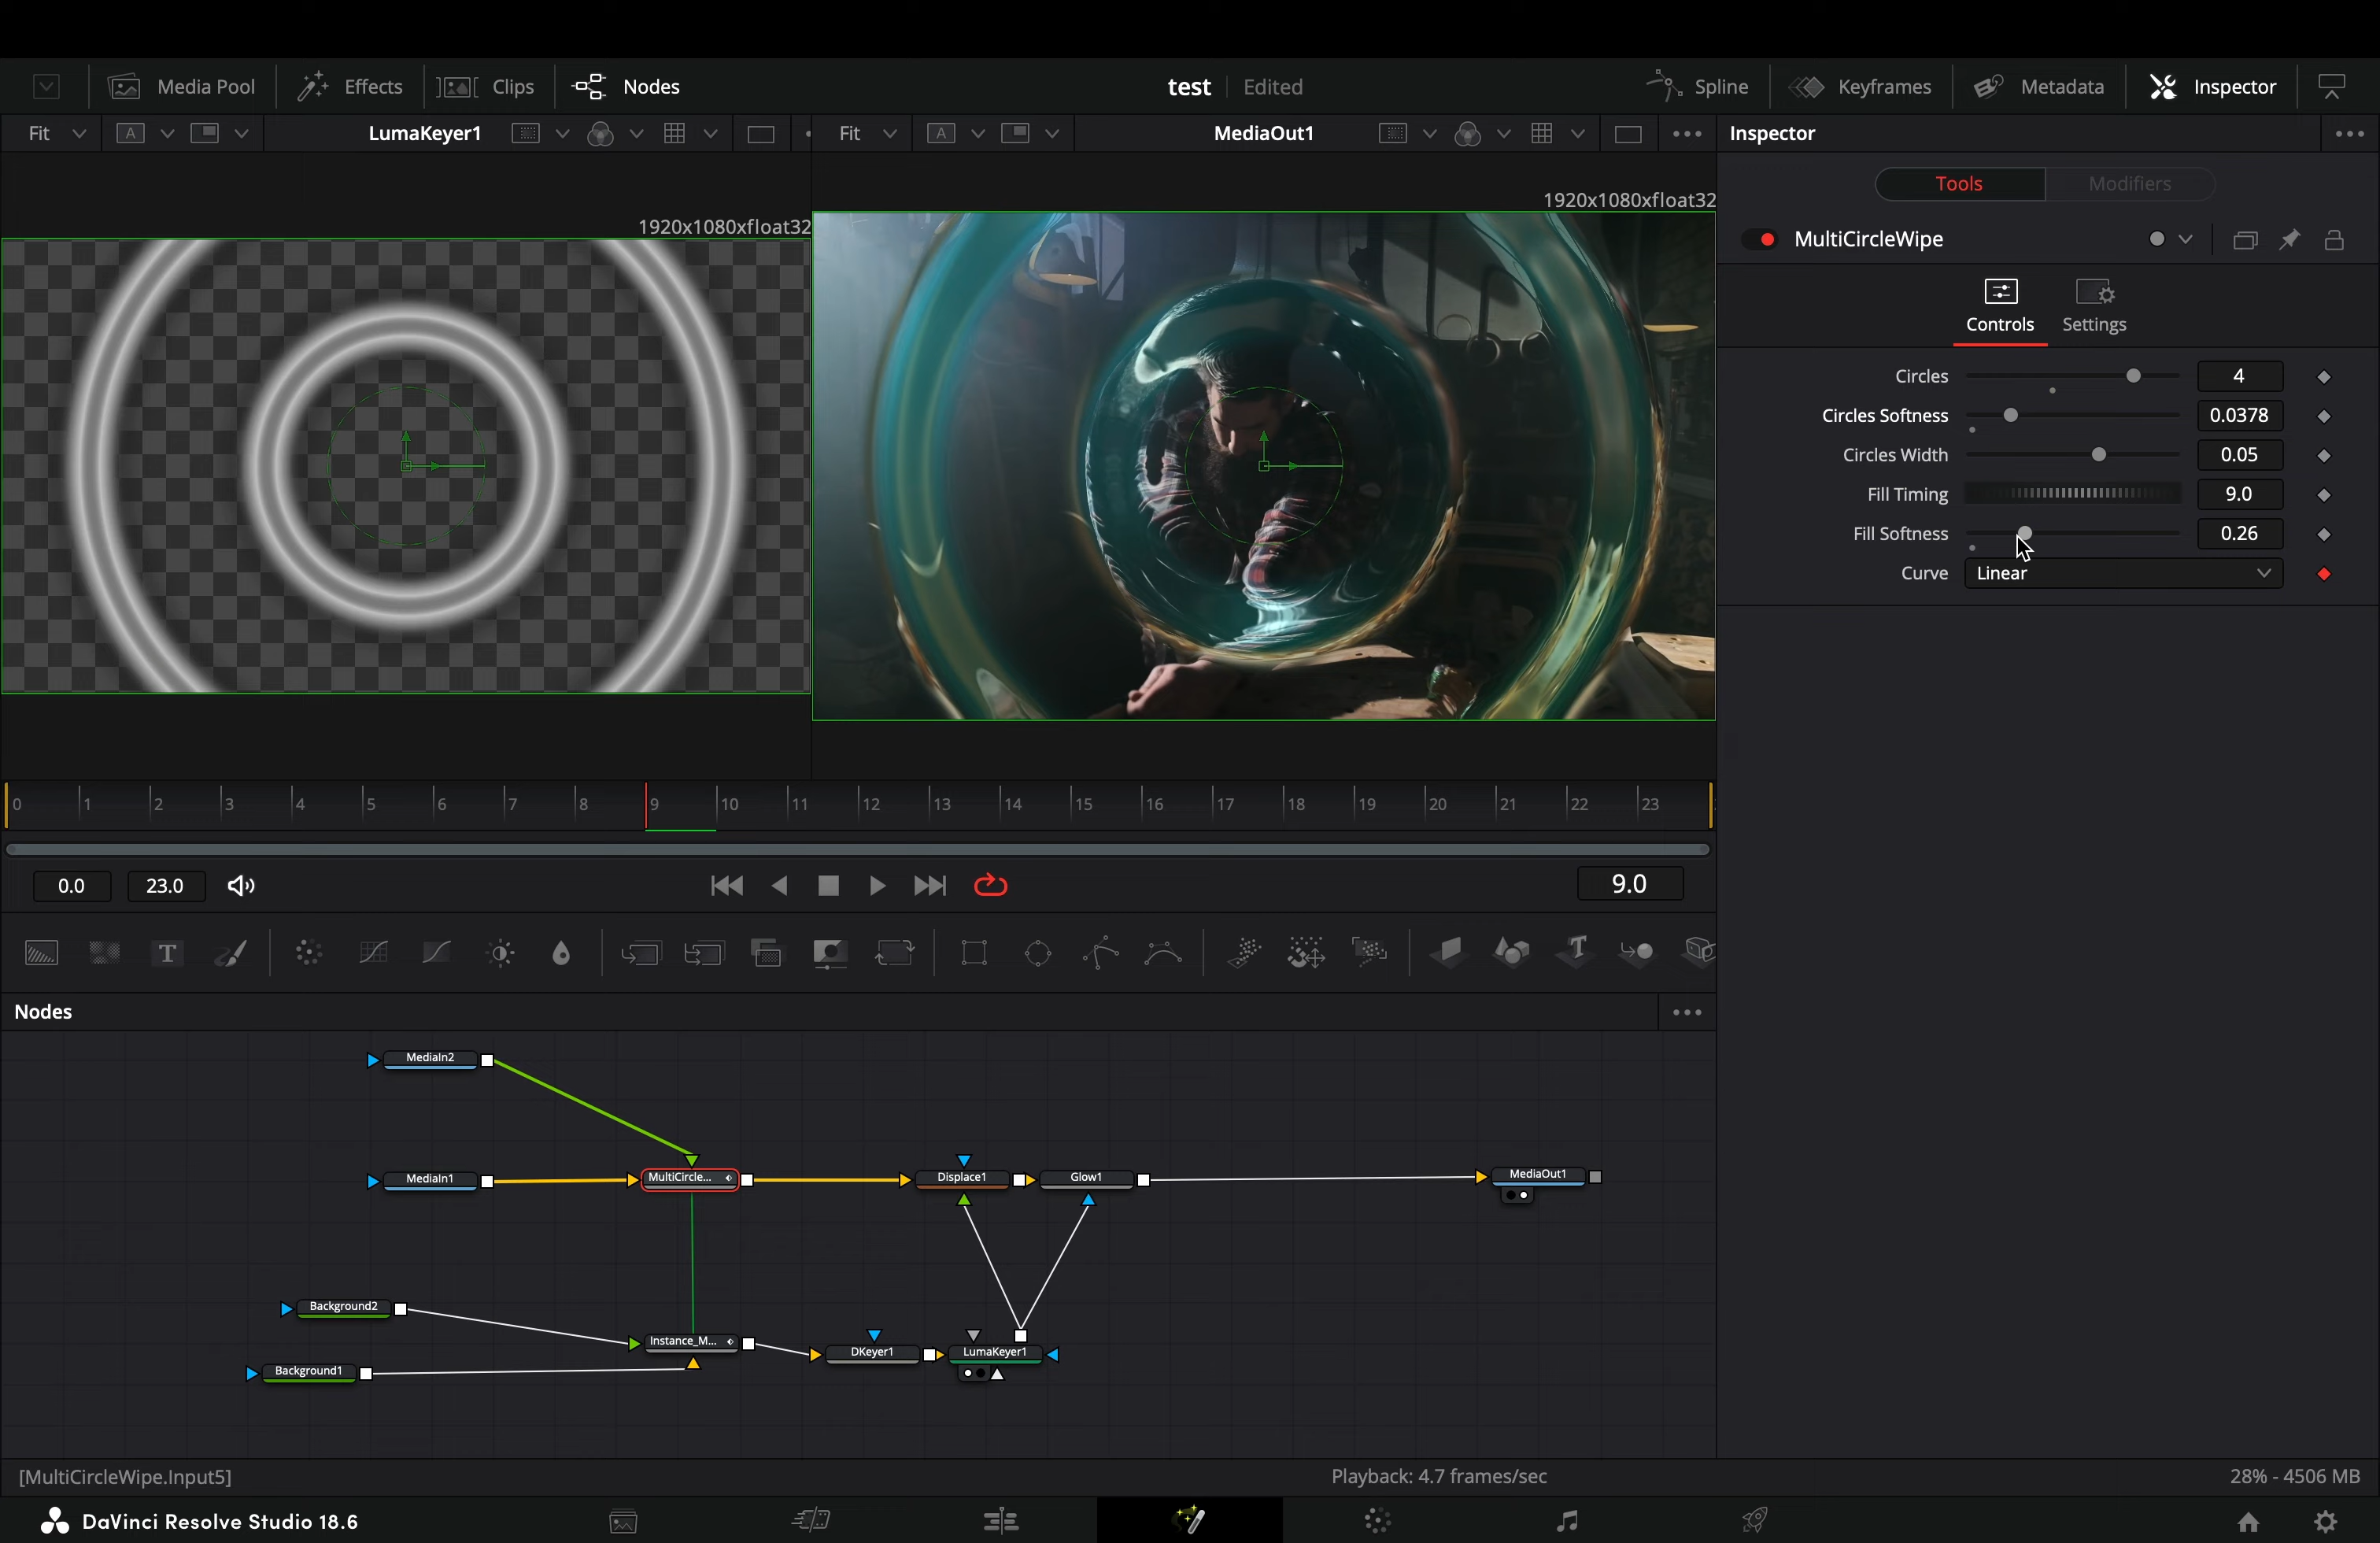 Media Pool Effects Clips Nodes test Edited Spline Keyframes Metadata Inspector
Fit A LumaKeyer1 Fit A MediaOut1 Inspector
Tools Modifiers
1920x1080xfloat32 1920x1080xfloat32
MultiCircleWipe
Controls Settings
Circles 4
Circles Softness 0.0378
Circles Width 0.05
Fill Timing 9.0
Fill Softness 0.26
Curve Linear
0 1 2 3 4 5 6 7 8 9 10 11 12 13 14 15 16 17 18 19 20 21 22 23
0.0 23.0 9.0
T
Nodes
MediaIn2
MediaIn1 MultiCircle... Displace1 Glow1 MediaOut1
Background2
Instance_M... DKeyer1 LumaKeyer1
Background1
[MultiCircleWipe.Input5] Playback: 4.7 frames/sec 28% - 4506 MB
DaVinci Resolve Studio 18.6